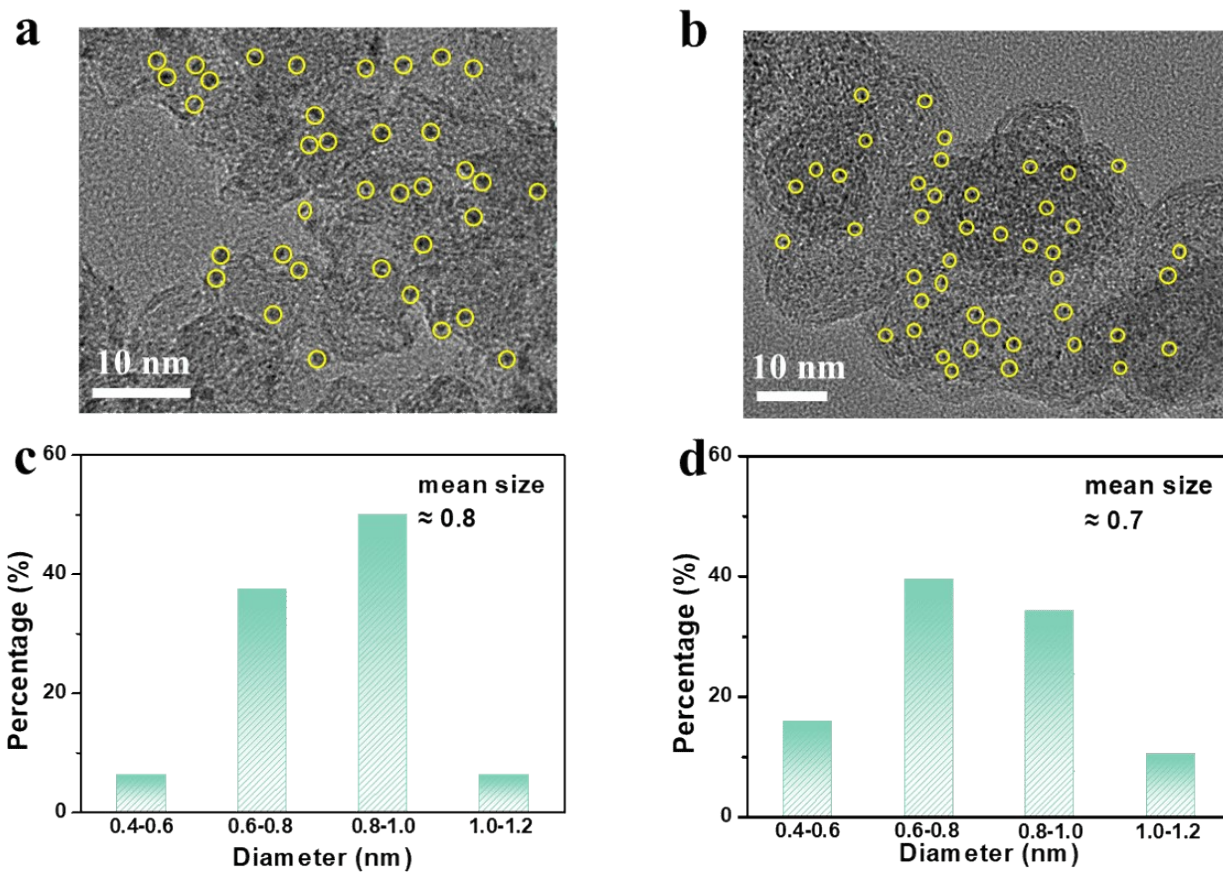 a
b
10 nm
10 nm
c
d
60
40
20
0
Percentage (%)
mean size
≈ 0.8
0.4-0.6
0.6-0.8
0.8-1.0
1.0-1.2
Diameter (nm)
60
40
20
0
Percentage (%)
mean size
≈ 0.7
0.4-0.6
0.6-0.8
0.8-1.0
1.0-1.2
Diameter (nm)